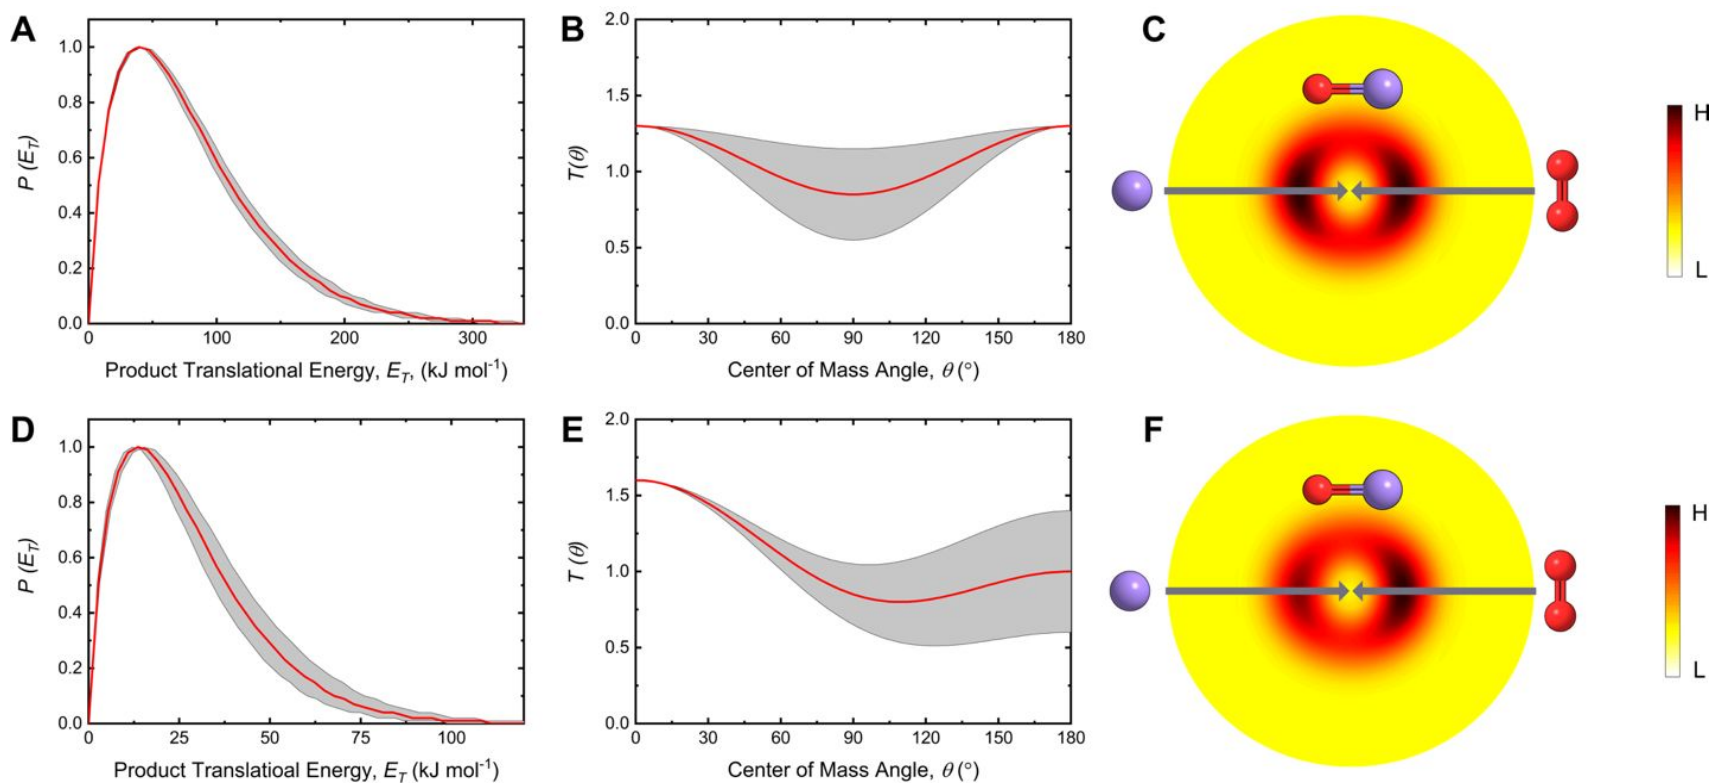 A
P (E_T)
1.0
0.8
0.6
0.4
0.2
0.0
0 100 200 300
Product Translational Energy, E_T, (kJ mol⁻¹)
B
T(θ)
2.0
1.5
1.0
0.5
0.0
0 30 60 90 120 150 180
Center of Mass Angle, θ (°)
C
H
L
D
P (E_T)
1.0
0.8
0.6
0.4
0.2
0.0
0 25 50 75 100
Product Translatioal Energy, E_T (kJ mol⁻¹)
E
T (θ)
2.0
1.5
1.0
0.5
0.0
0 30 60 90 120 150 180
Center of Mass Angle, θ (°)
F
H
L